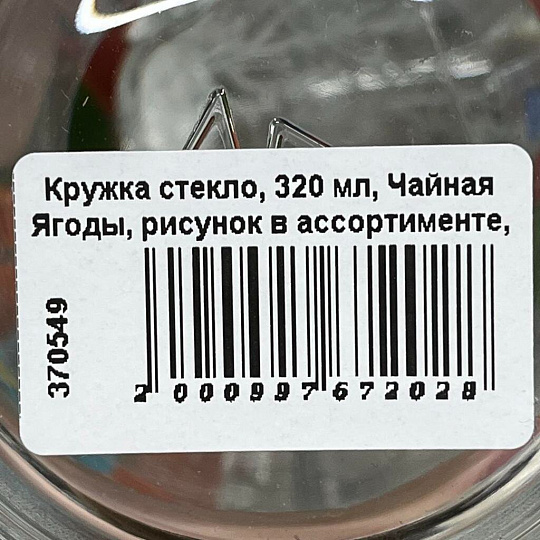 Кружка стекло, 320 мл, Чайная
Ягоды, рисунок в ассортименте,
370549
2 000997 672028